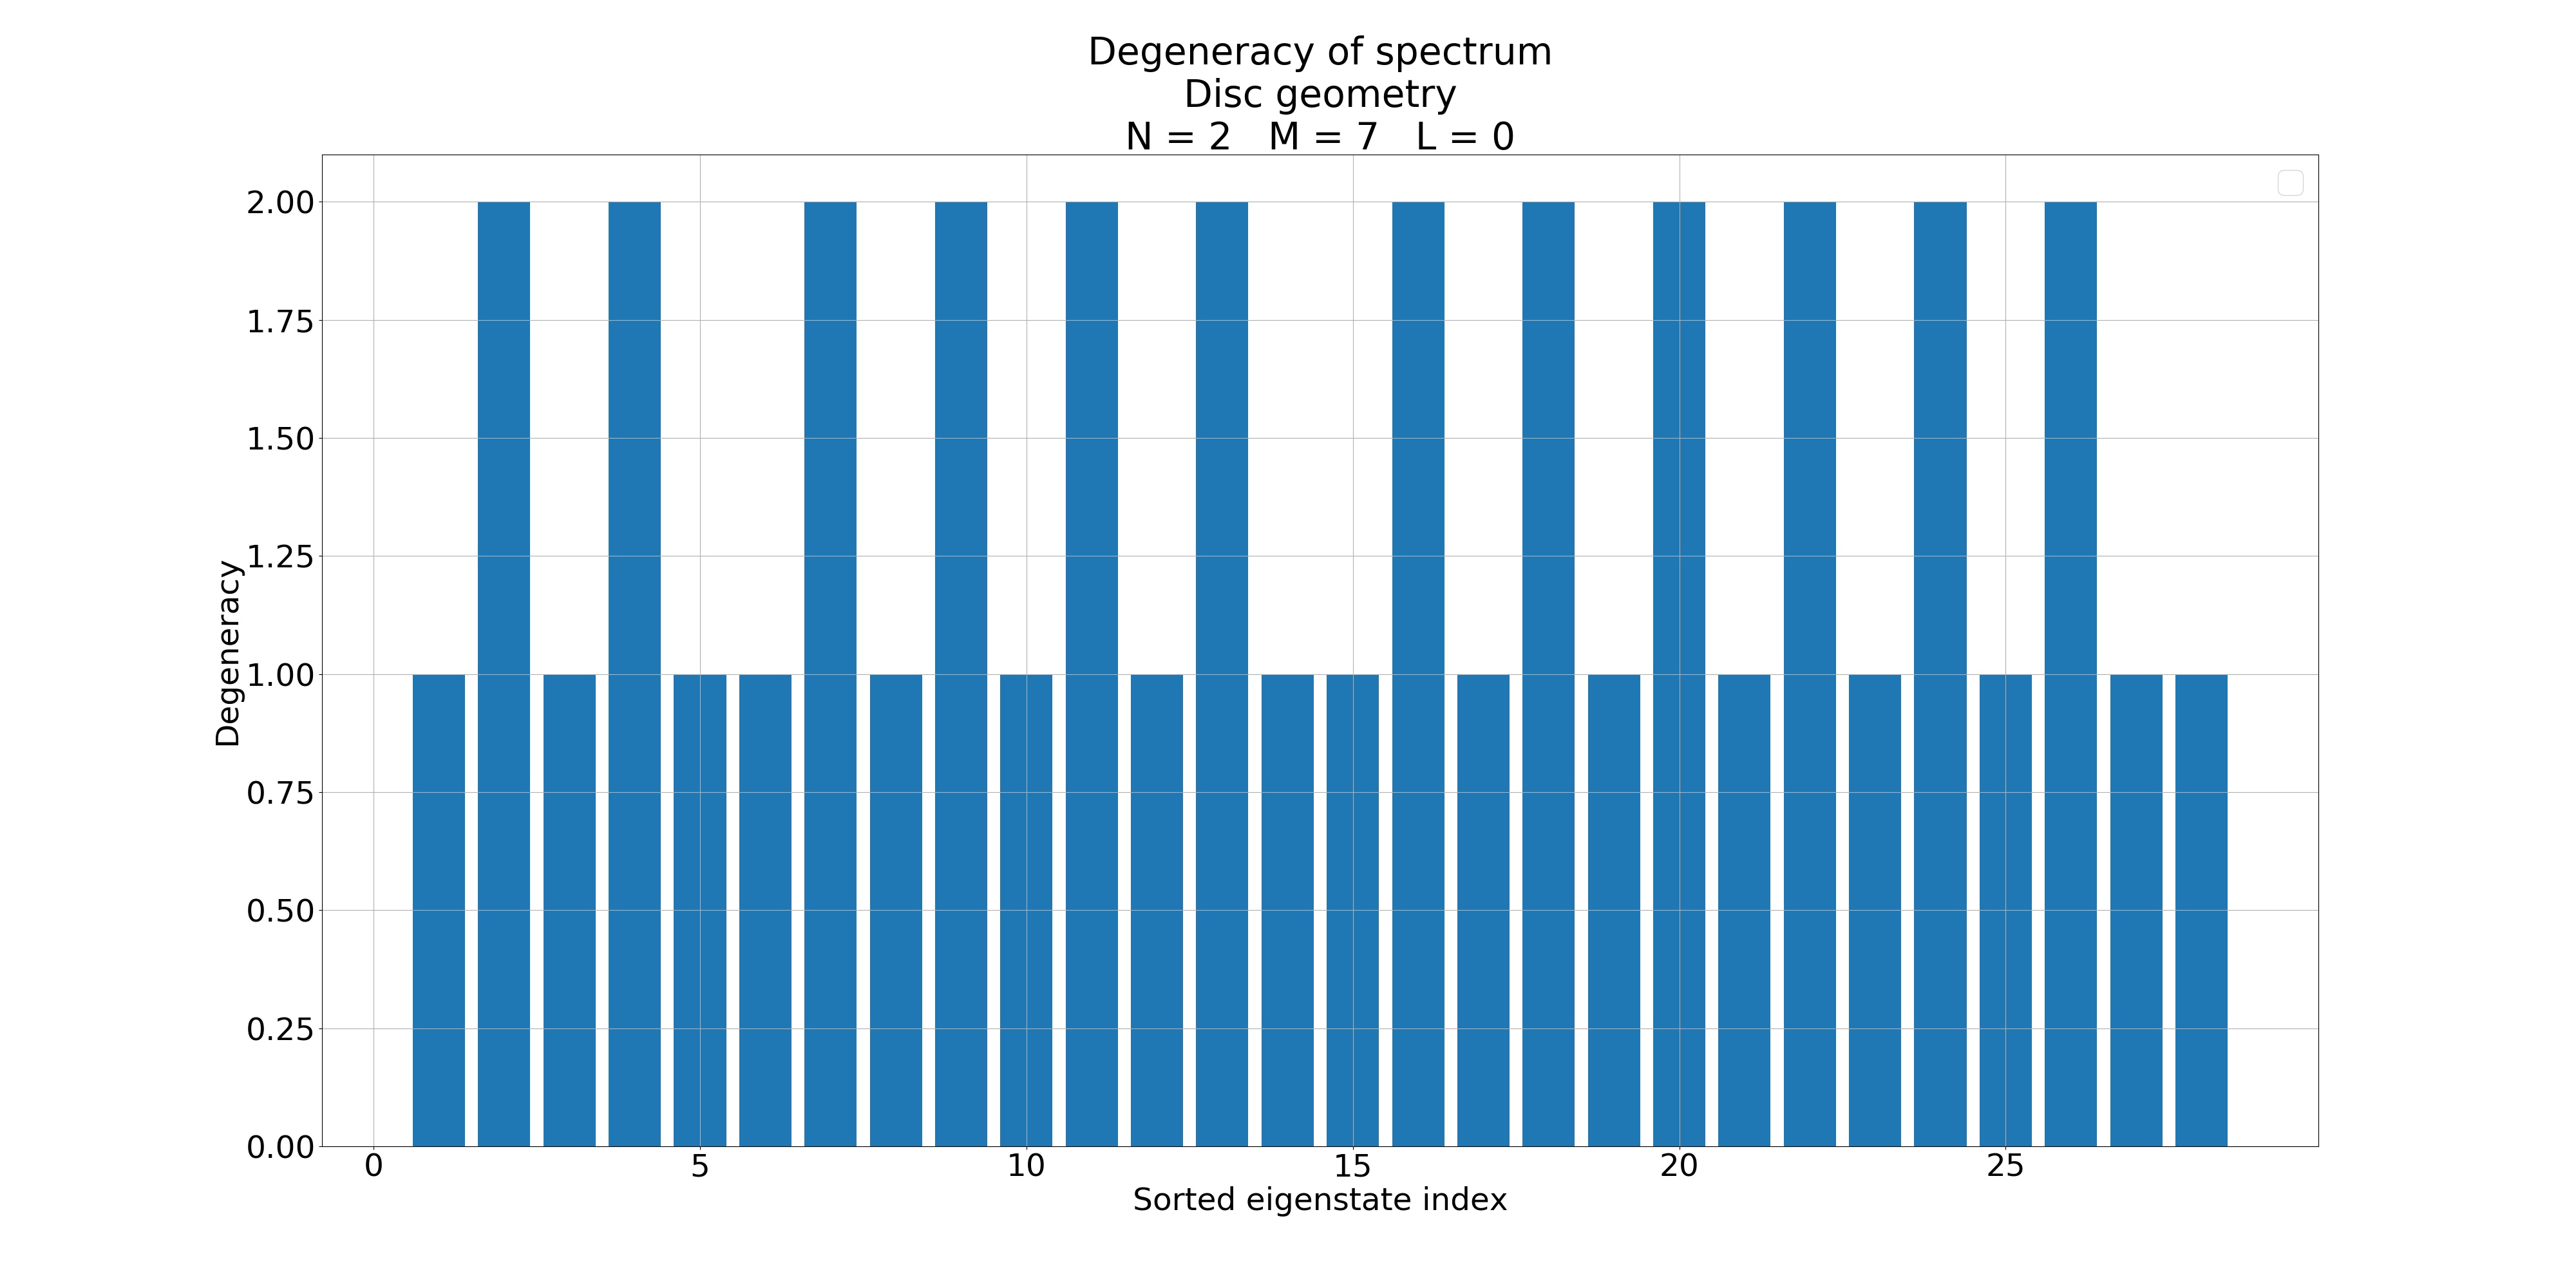 Degeneracy of spectrum
Disc geometry
N = 2 M = 7 L = 0
2.00
1.75
1.50
1.25
1.00
0.75
0.50
0.25
0.00
Degeneracy
0 5 10 15 20 25
Sorted eigenstate index